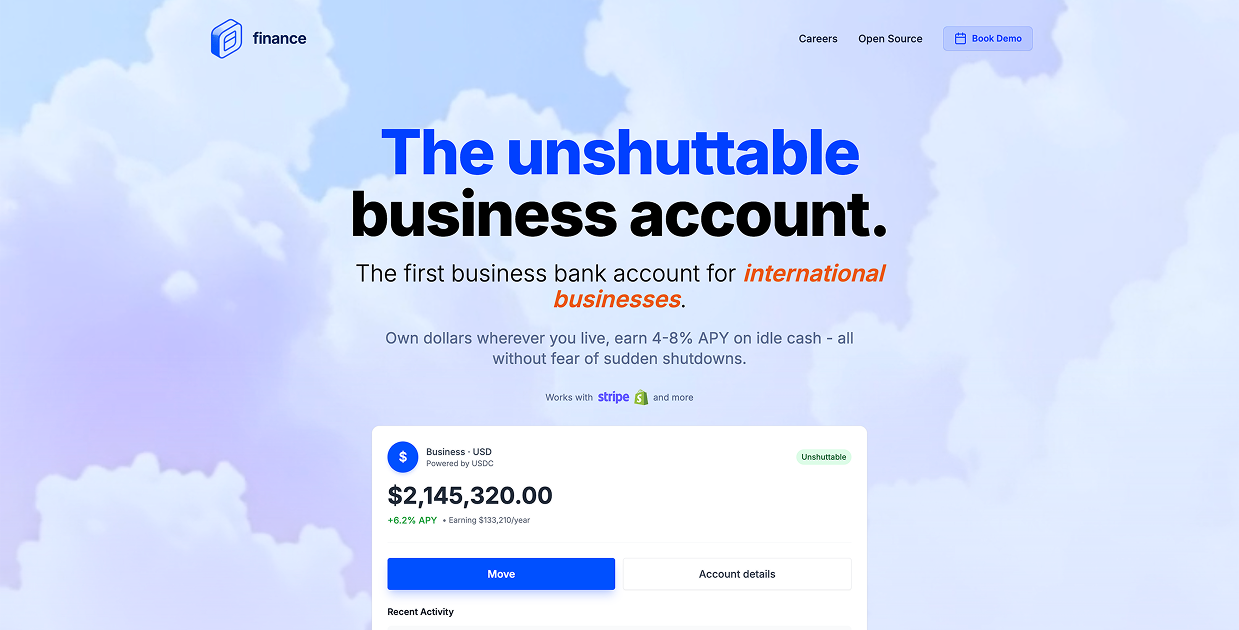 finance
Careers
Open Source
Book Demo
The unshuttable
business account.
The first business bank account for international
businesses.
Own dollars wherever you live, earn 4-8% APY on idle cash - all
without fear of sudden shutdowns.
Works with stripe and more
$
Business · USD
Powered by USDC
Unshuttable
$2,145,320.00
+6.2% APY • Earning $133,210/year
Move
Account details
Recent Activity